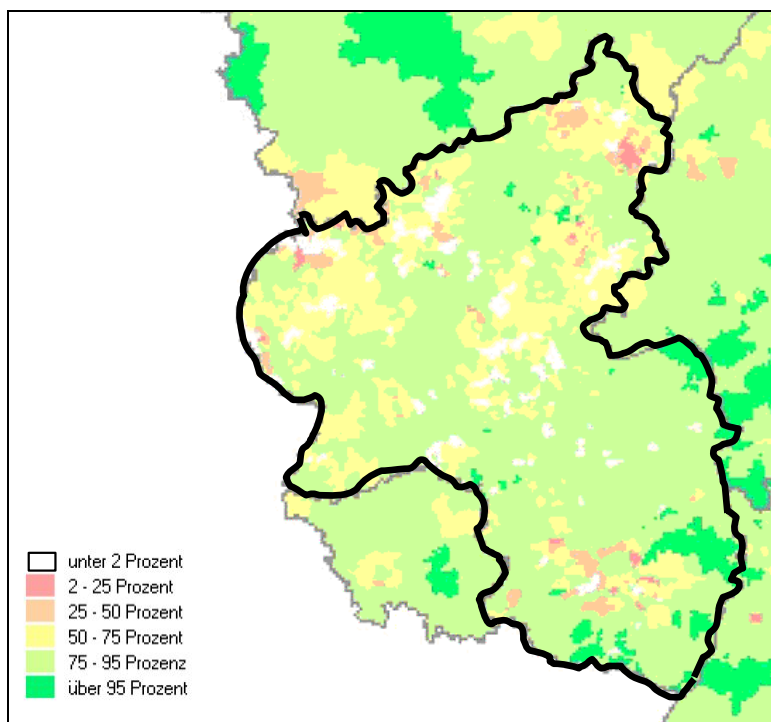 unter 2 Prozent
2 - 25 Prozent
25 - 50 Prozent
50 - 75 Prozent
75 - 95 Prozenz
über 95 Prozent